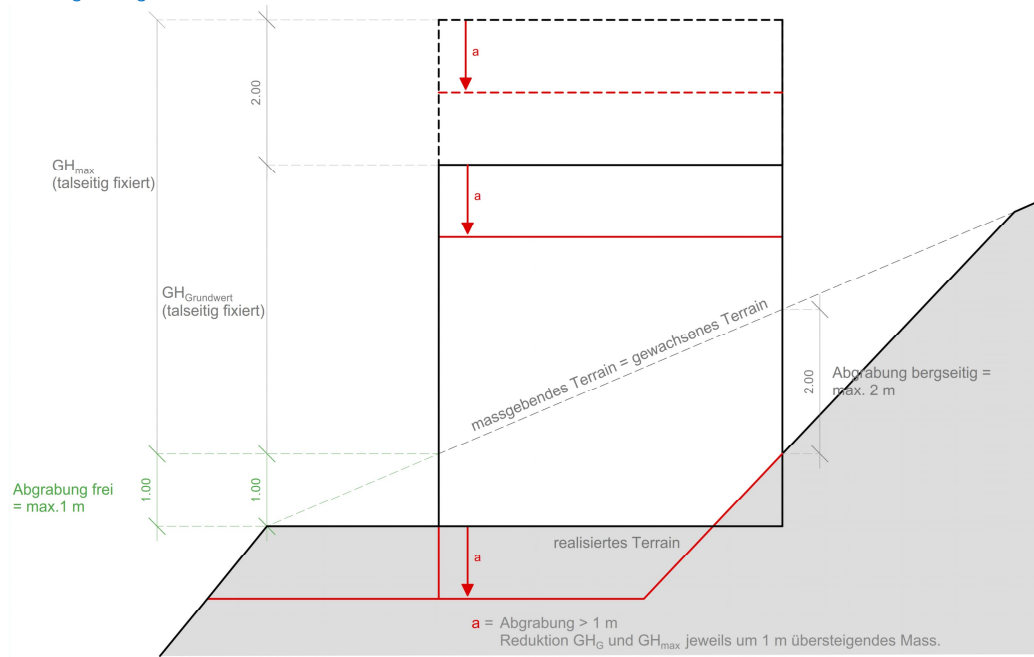 a
2.00
GHmax
(talseitig fixiert)
a
GHGrundwert
(talseitig fixiert)
massgebendes Terrain = gewachsenes Terrain
2.00
Abgrabung bergseitig =
max. 2 m
Abgrabung frei
= max.1 m
1.00
1.00
realisiertes Terrain
a
a = Abgrabung > 1 m
Reduktion GHG und GHmax jeweils um 1 m übersteigendes Mass.